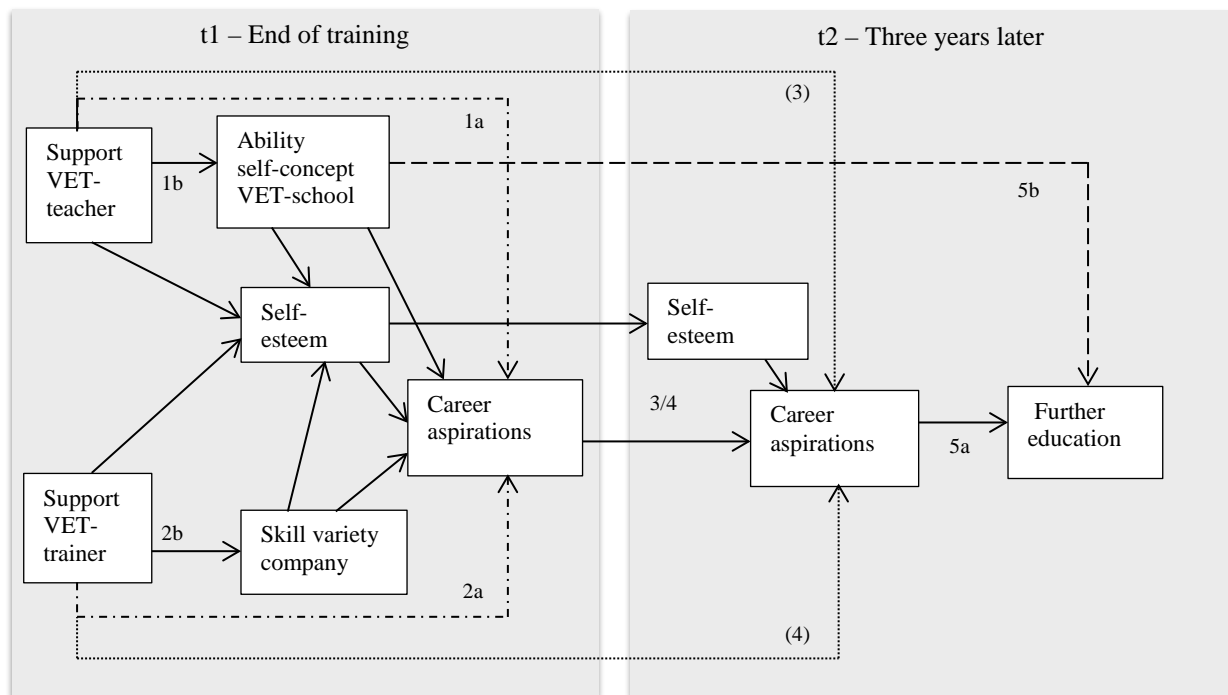 t1 – End of training
t2 – Three years later
(3)
1a
Support
VET-
teacher
1b
Ability
self-concept
VET-school
5b
Self-
esteem
Self-
esteem
Career
aspirations
3/4
Career
aspirations
5a
Further
education
Support
VET-
trainer
2b
Skill variety
company
2a
(4)